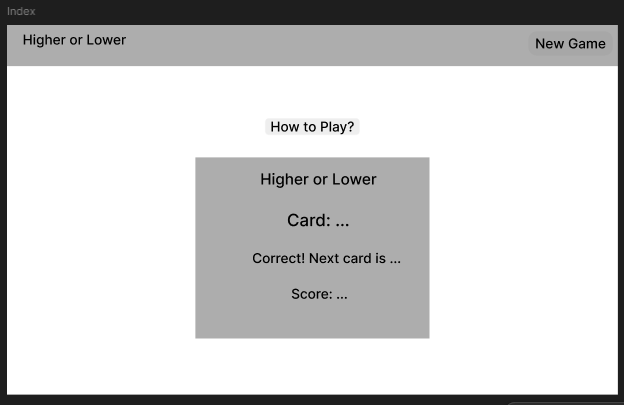 Index
Higher or Lower
New Game
How to Play?
Higher or Lower
Card: ...
Correct! Next card is ...
Score: ...